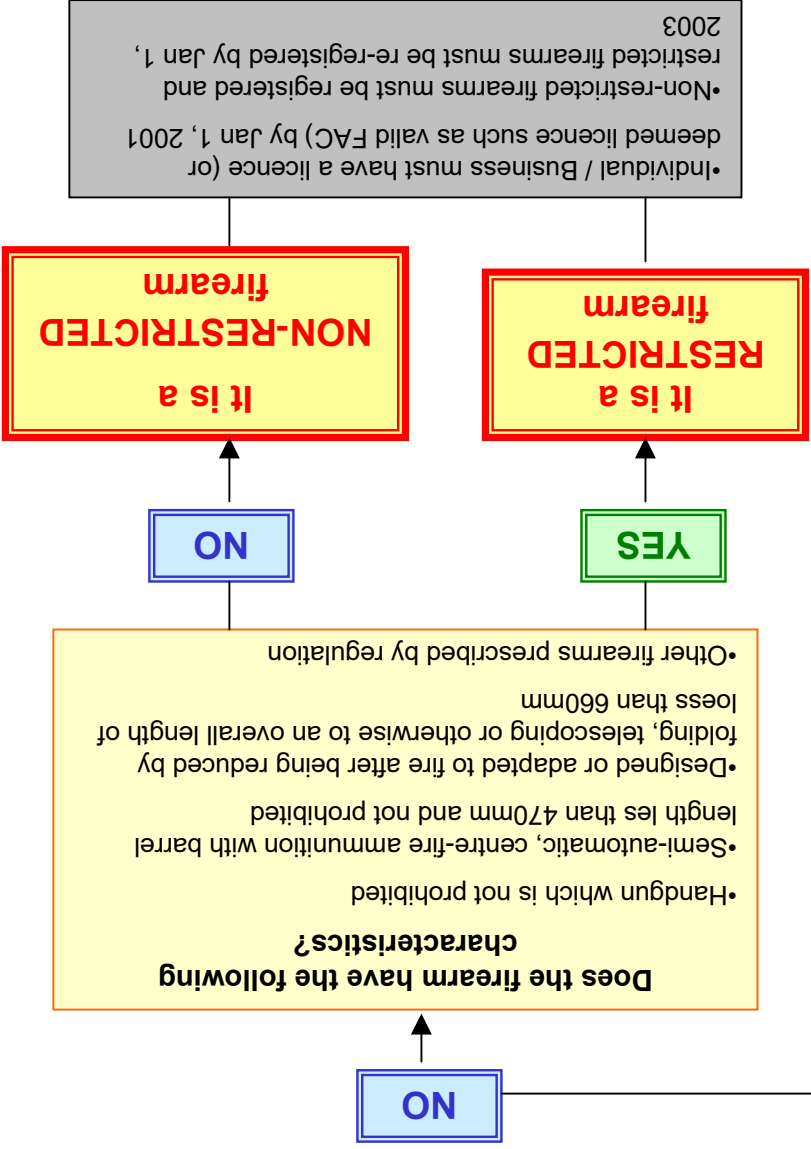 NO
Does the firearm have the following
characteristics?
•Handgun which is not prohibited
•Semi-automatic, centre-fire ammunition with barrel
length les than 470mm and not prohibited
•Designed or adapted to fire after being reduced by
folding, telescoping or otherwise to an overall length of
loess than 660mm
•Other firearms prescribed by regulation
YES
NO
It is a
RESTRICTED
firearm
It is a
NON-RESTRICTED
firearm
•Individual / Business must have a licence (or
deemed licence such as valid FAC) by Jan 1, 2001
•Non-restricted firearms must be registered and
restricted firearms must be re-registered by Jan 1,
2003